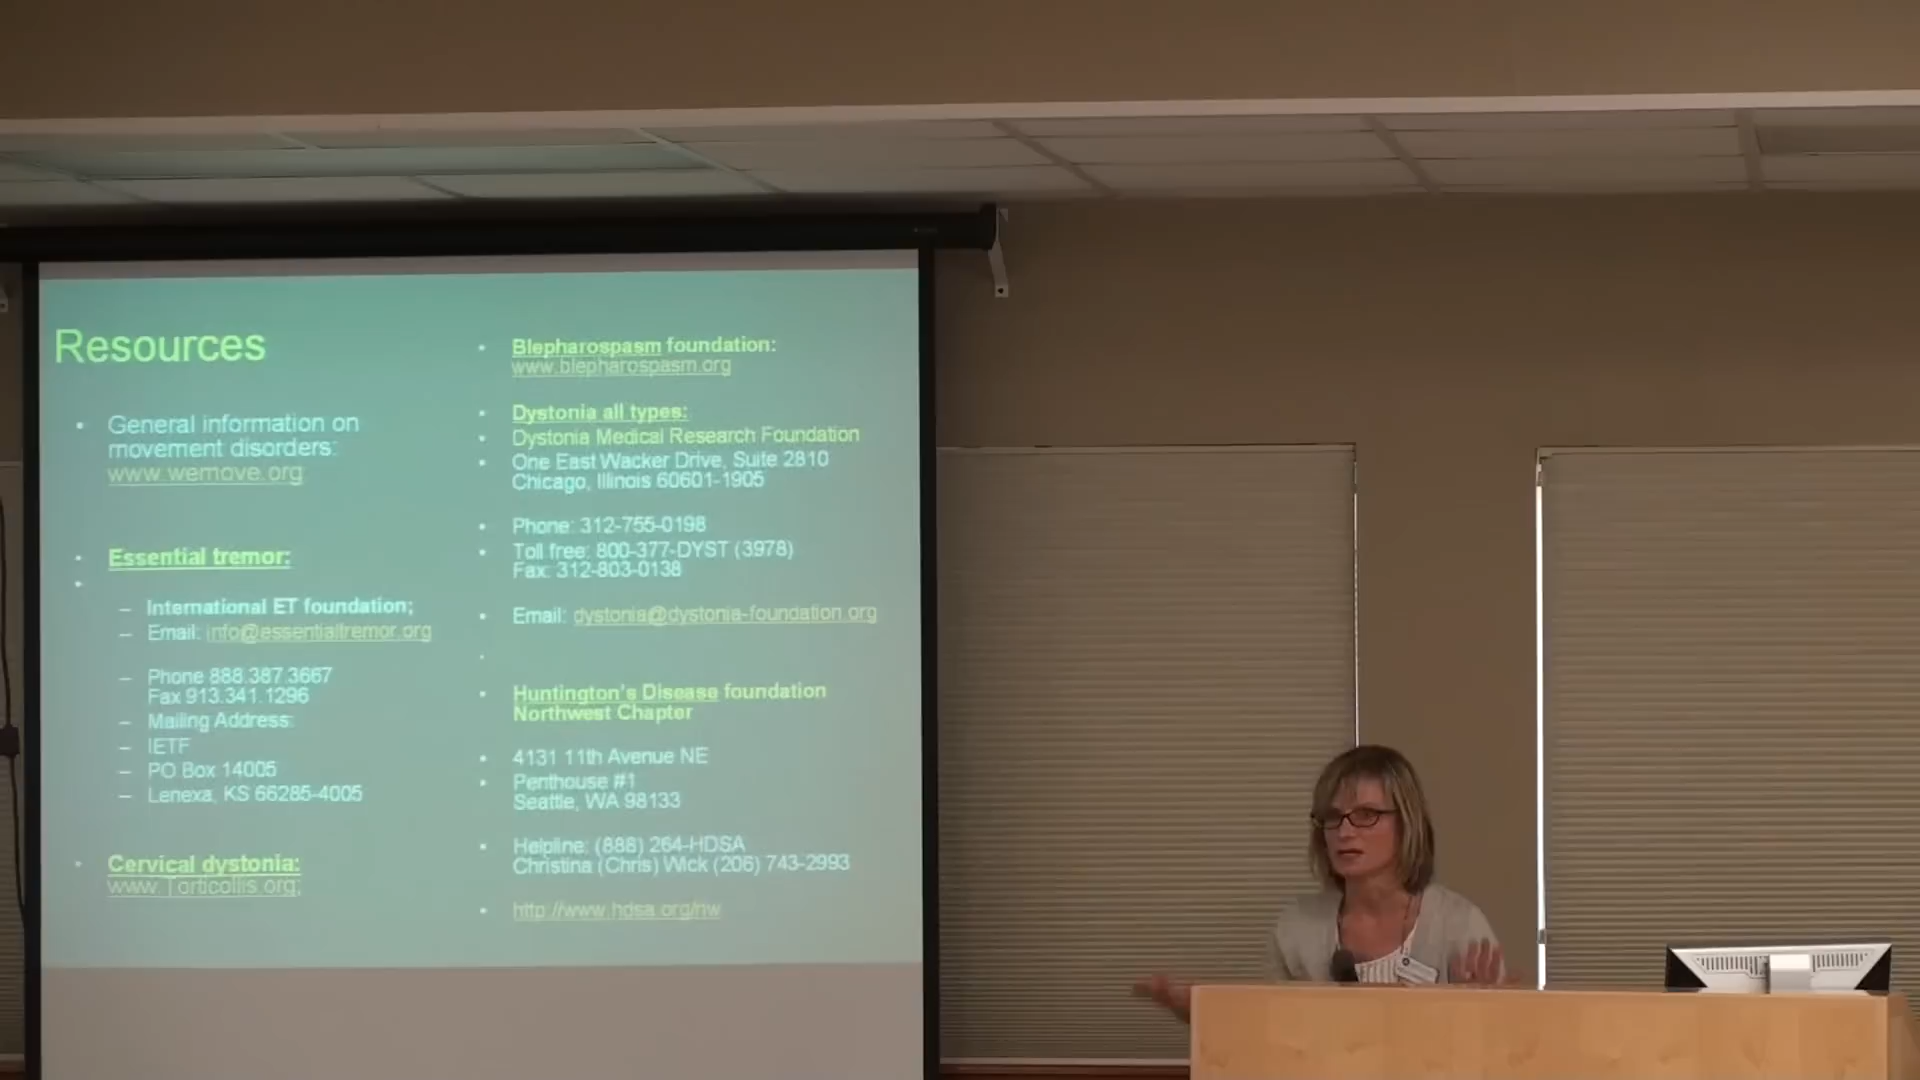 Resources
General information on
movement disorders:
www.wemove.org
Essential tremor:
International ET foundation;
Email: info@essentialtremor.org
Phone 888.387.3667
Fax 913.341.1296
Mailing Address:
IETF
PO Box 14005
Lenexa, KS 66285-4005
Cervical dystonia:
www.Torticollis.org;
Blepharospasm foundation:
www.blepharospasm.org
Dystonia all types:
Dystonia Medical Research Foundation
One East Wacker Drive, Suite 2810
Chicago, Illinois 60601-1905
Phone: 312-755-0198
Toll free: 800-377-DYST (3978)
Fax: 312-803-0138
Email: dystonia@dystonia-foundation.org
Huntington's Disease foundation
Northwest Chapter
4131 11th Avenue NE
Penthouse #1
Seattle, WA 98133
Helpline: (888) 264-HDSA
Christina (Chris) Wick (206) 743-2993
http://www.hdsa.org/nw